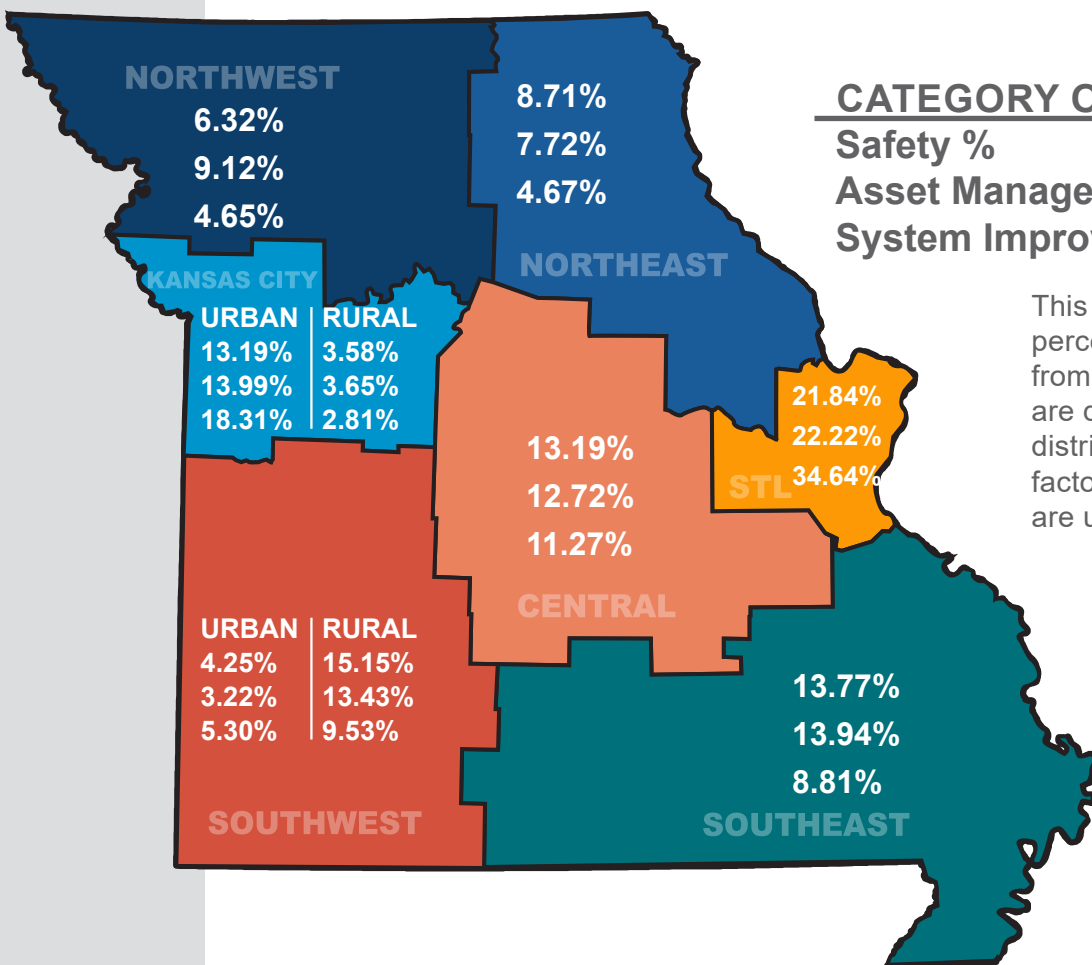 NORTHWEST
6.32%
9.12%
4.65%
8.71%
7.72%
4.67%
NORTHEAST
CATEGORY O
Safety %
Asset Manage
System Improv
This
perce
from
are c
distri
facto
are u
KANSAS CITY
URBAN | RURAL
13.19% 3.58%
13.99% 3.65%
18.31% 2.81%
21.84%
22.22%
STL 34.64%
13.19%
12.72%
11.27%
CENTRAL
URBAN | RURAL
4.25% 15.15%
3.22% 13.43%
5.30% 9.53%
SOUTHWEST
13.77%
13.94%
8.81%
SOUTHEAST